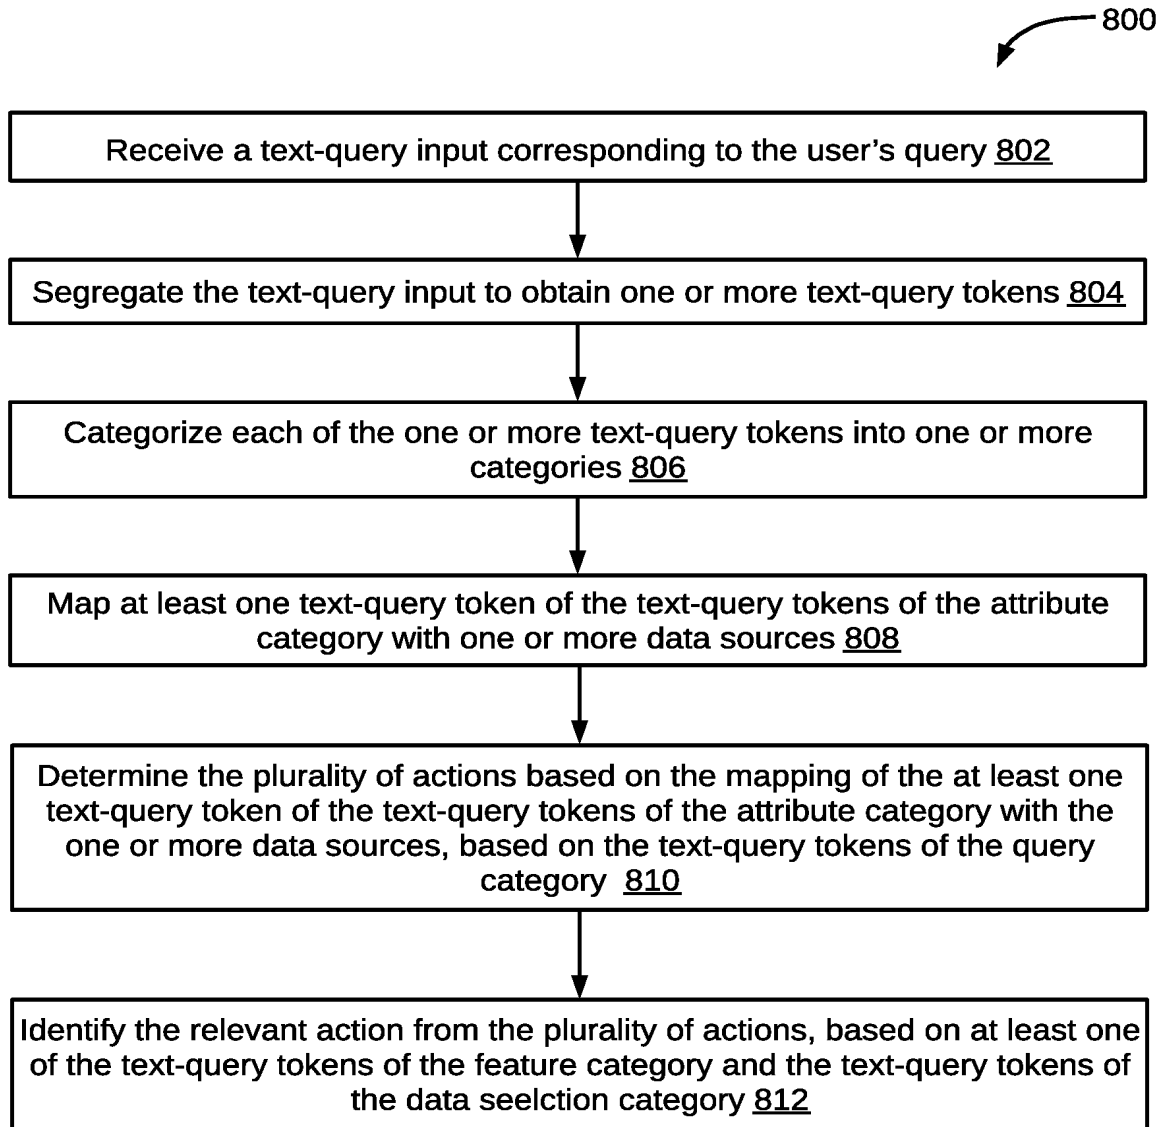 800
Receive a text-query input corresponding to the user’s query 802
Segregate the text-query input to obtain one or more text-query tokens 804
Categorize each of the one or more text-query tokens into one or more
categories 806
Map at least one text-query token of the text-query tokens of the attribute
category with one or more data sources 808
Determine the plurality of actions based on the mapping of the at least one
text-query token of the text-query tokens of the attribute category with the
one or more data sources, based on the text-query tokens of the query
category 810
Identify the relevant action from the plurality of actions, based on at least one
of the text-query tokens of the feature category and the text-query tokens of
the data seelction category 812